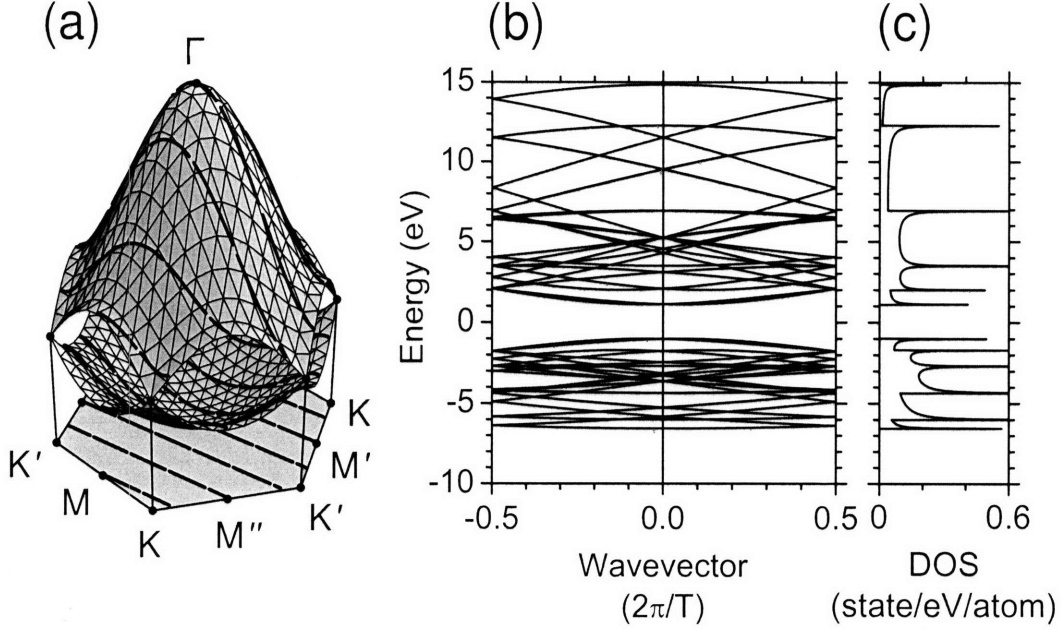 (a)
Γ
K′
M
K
M″
K′
M′
K
(b)
15
10
5
0
-5
-10
Energy (eV)
-0.5
0.0
0.5
Wavevector
(2π/T)
(c)
0
0.6
DOS
(state/eV/atom)